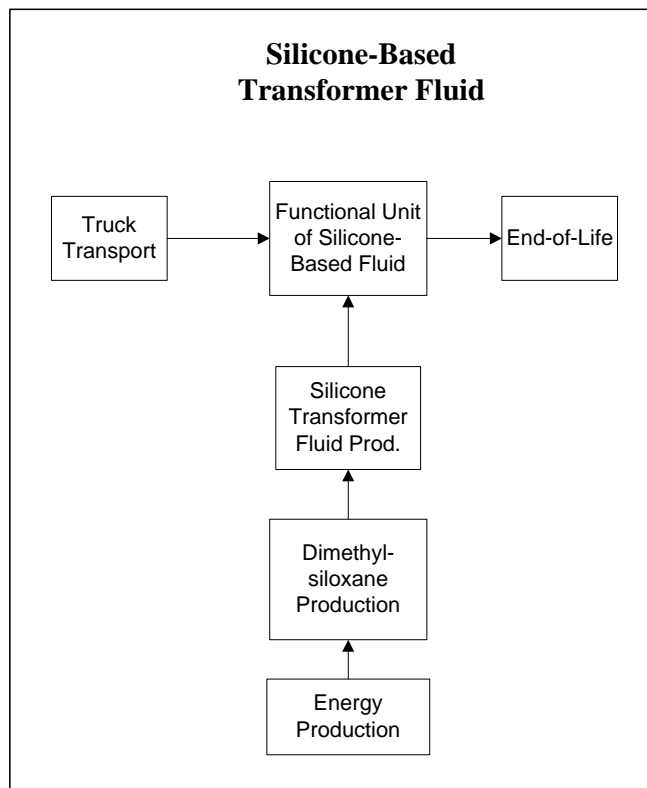 Silicone-Based
Transformer Fluid
Truck
Transport
Functional Unit
of Silicone-
Based Fluid
End-of-Life
Silicone
Transformer
Fluid Prod.
Dimethyl-
siloxane
Production
Energy
Production